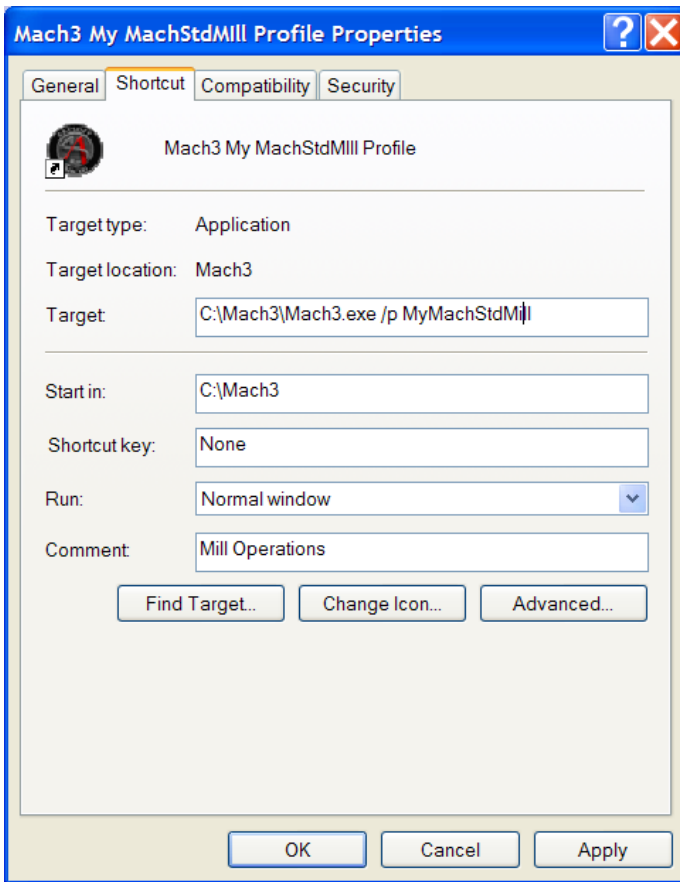 Mach3 My MachStdMIll Profile Properties
General Shortcut Compatibility Security
Mach3 My MachStdMIll Profile
Target type: Application
Target location: Mach3
Target: C:\Mach3\Mach3.exe /p MyMachStdMill
Start in: C:\Mach3
Shortcut key: None
Run: Normal window
Comment: Mill Operations
Find Target... Change Icon... Advanced...
OK Cancel Apply